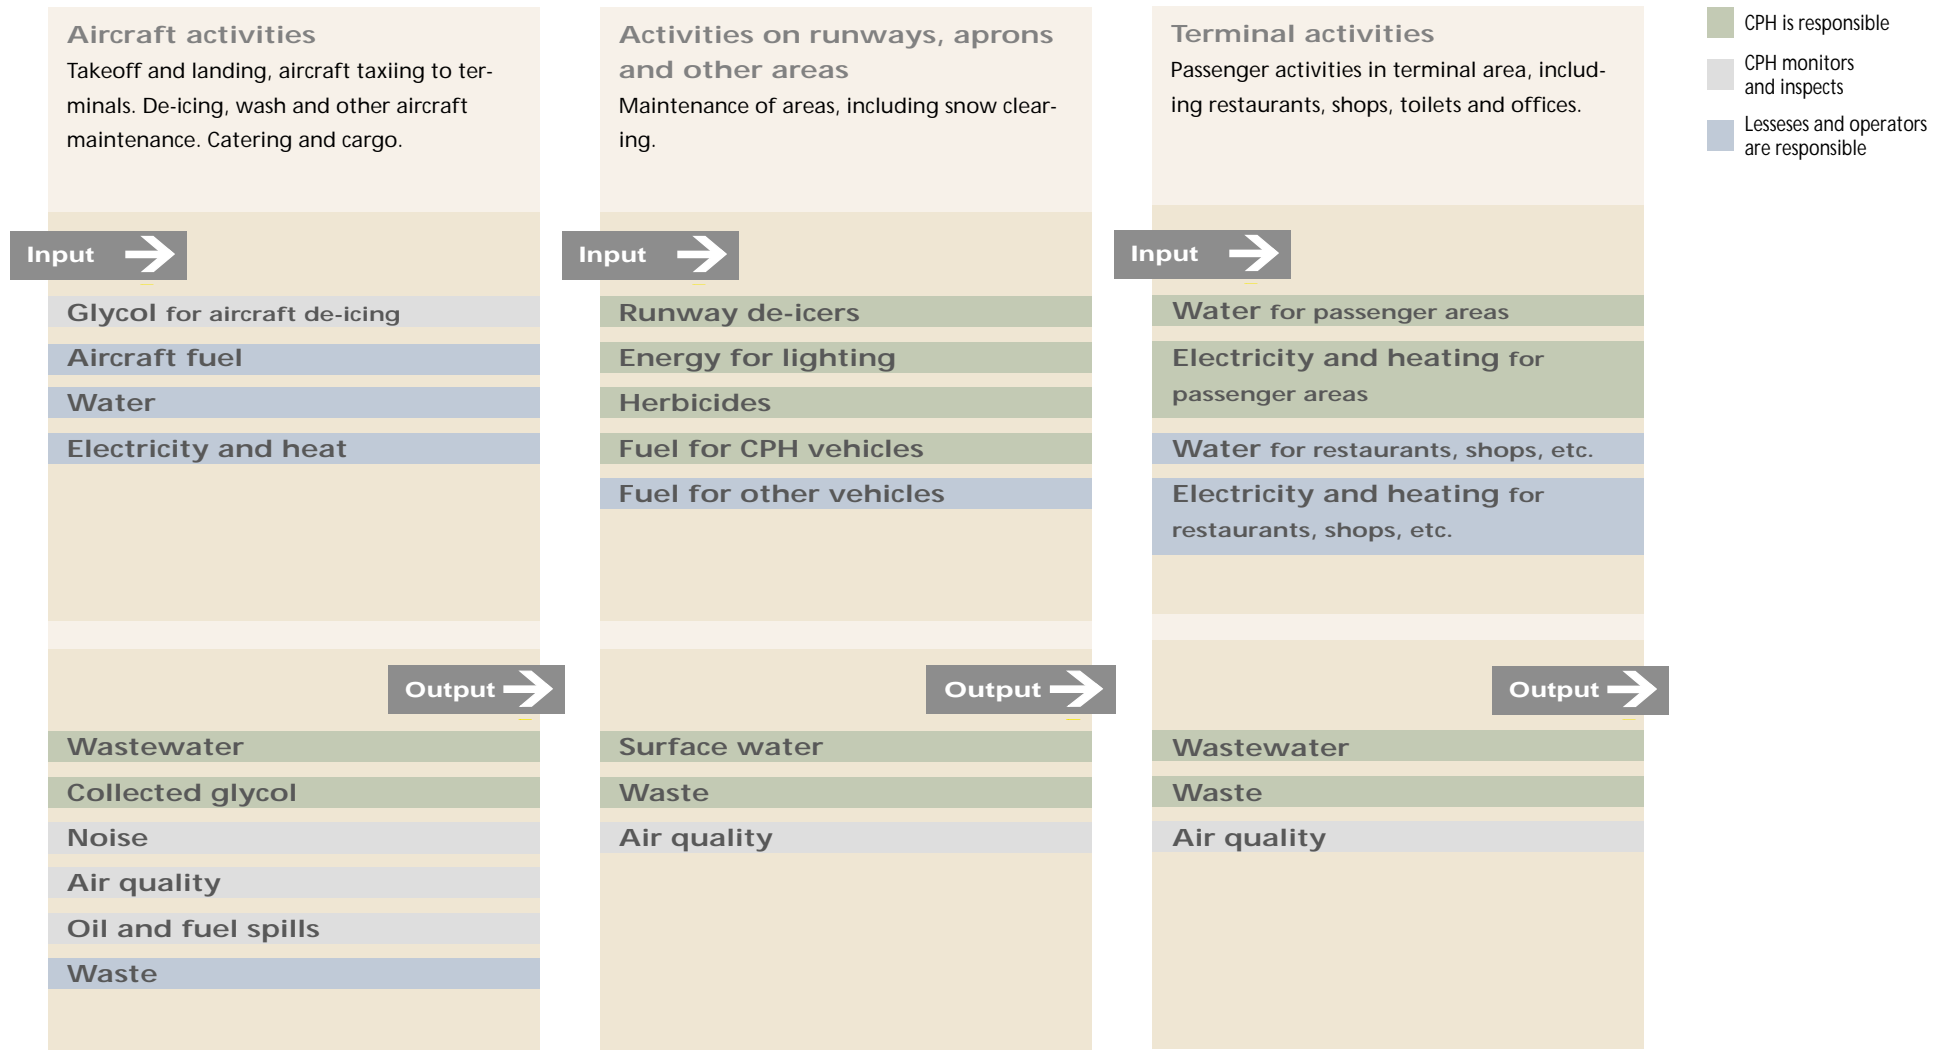 Aircraft activities
Takeoff and landing, aircraft taxiing to ter-
minals. De-icing, wash and other aircraft
maintenance. Catering and cargo.
Input
Glycol for aircraft de-icing
Aircraft fuel
Water
Electricity and heat
Output
Wastewater
Collected glycol
Noise
Air quality
Oil and fuel spills
Waste
Activities on runways, aprons
and other areas
Maintenance of areas, including snow clear-
ing.
Input
Runway de-icers
Energy for lighting
Herbicides
Fuel for CPH vehicles
Fuel for other vehicles
Output
Surface water
Waste
Air quality
Terminal activities
Passenger activities in terminal area, includ-
ing restaurants, shops, toilets and offices.
Input
Water for passenger areas
Electricity and heating for
passenger areas
Water for restaurants, shops, etc.
Electricity and heating for
restaurants, shops, etc.
Output
Wastewater
Waste
Air quality
CPH is responsible
CPH monitors
and inspects
Lesseses and operators
are responsible